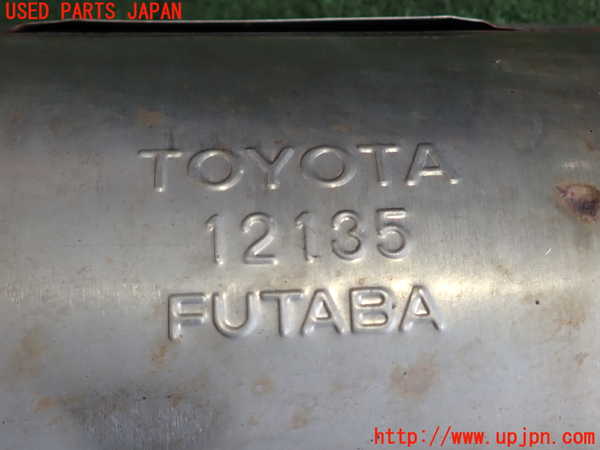 USED PARTS JAPAN
TOYOTA
12135
FUTABA
http://www.upjpn.com/